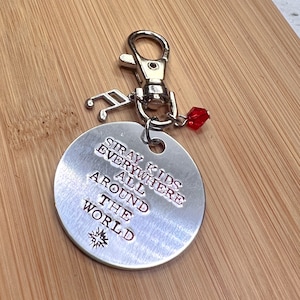 STRAY KIDS
EVERYWHERE
ALL
AROUND
THE
WORLD